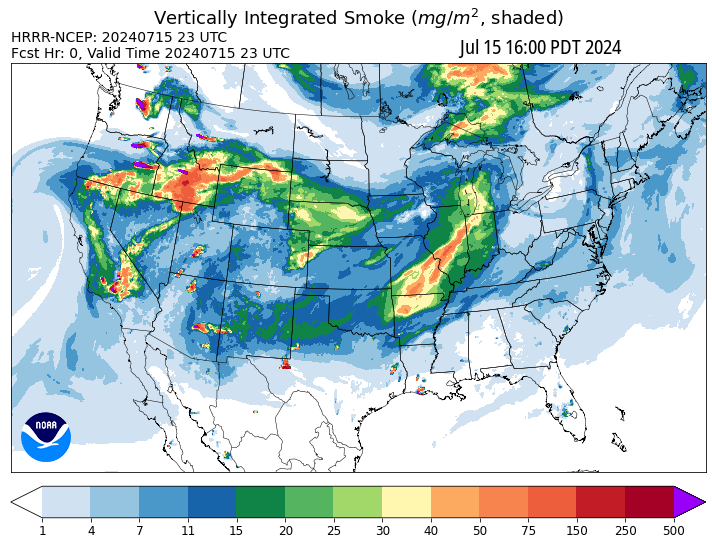 Vertically Integrated Smoke (mg/m², shaded)
HRRR-NCEP: 20240715 23 UTC
Fcst Hr: 0, Valid Time 20240715 23 UTC
Jul 15 16:00 PDT 2024
NOAA
1 4 7 11 15 20 25 30 40 50 75 150 250 500